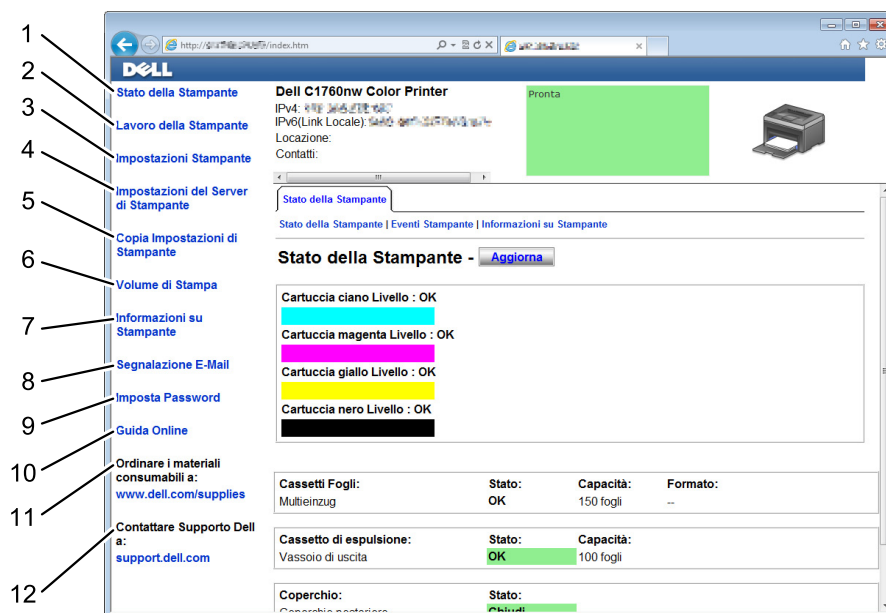 http://
/index.htm
DELL
1
2
3
4
5
6
7
8
9
10
11
12
Stato della Stampante
Lavoro della Stampante
Impostazioni Stampante
Impostazioni del Server
di Stampante
Copia Impostazioni di
Stampante
Volume di Stampa
Informazioni su
Stampante
Segnalazione E-Mail
Imposta Password
Guida Online
Ordinare i materiali
consumabili a:
www.dell.com/supplies
Contattare Supporto Dell
a:
support.dell.com
Dell C1760nw Color Printer
IPv4:
IPv6(Link Locale):
Locazione:
Contatti:
Pronta
Stato della Stampante
Stato della Stampante | Eventi Stampante | Informazioni su Stampante
Stato della Stampante - Aggiorna
Cartuccia ciano Livello : OK
Cartuccia magenta Livello : OK
Cartuccia giallo Livello : OK
Cartuccia nero Livello : OK
Cassetti Fogli: Stato: Capacità: Formato:
Multieinzug OK 150 fogli --
Cassetto di espulsione: Stato: Capacità:
Vassoio di uscita OK 100 fogli
Coperchio: Stato:
Coperchio posteriore Chiudi